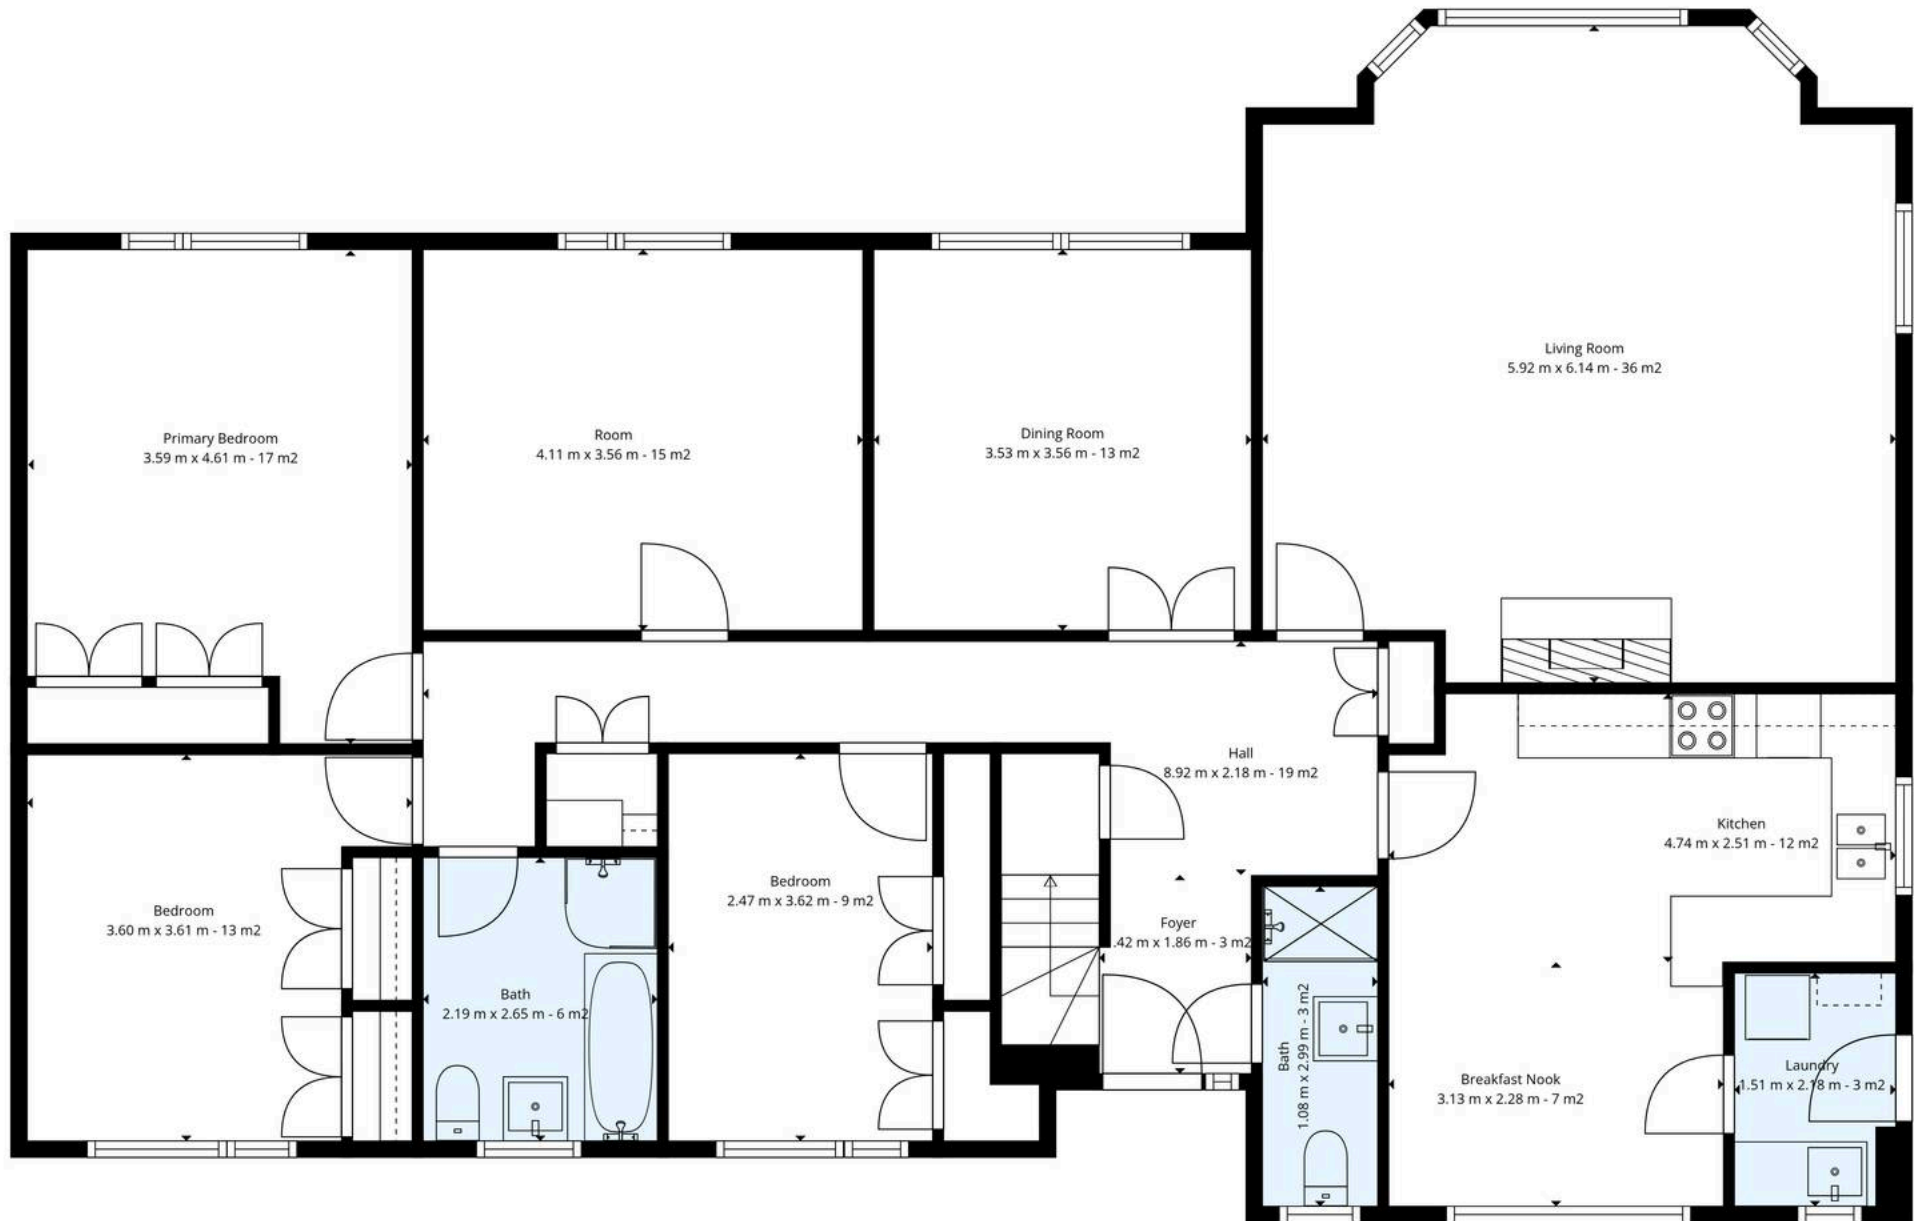 Living Room
5.92 m x 6.14 m - 36 m2
Primary Bedroom
3.59 m x 4.61 m - 17 m2
Room
4.11 m x 3.56 m - 15 m2
Dining Room
3.53 m x 3.56 m - 13 m2
Hall
8.92 m x 2.18 m - 19 m2
Kitchen
4.74 m x 2.51 m - 12 m2
Bedroom
3.60 m x 3.61 m - 13 m2
Bedroom
2.47 m x 3.62 m - 9 m2
Foyer
.42 m x 1.86 m - 3 m2
Bath
2.19 m x 2.65 m - 6 m2
Bath
1.08 m x 2.99 m - 3 m2
Breakfast Nook
3.13 m x 2.28 m - 7 m2
Laundry
1.51 m x 2.18 m - 3 m2